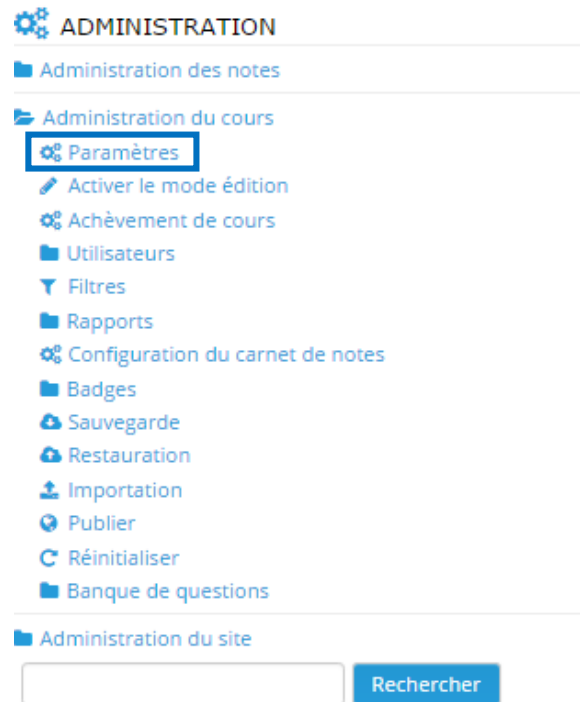 ADMINISTRATION
Administration des notes
Administration du cours
Paramètres
Activer le mode édition
Achèvement de cours
Utilisateurs
Filtres
Rapports
Configuration du carnet de notes
Badges
Sauvegarde
Restauration
Importation
Publier
Réinitialiser
Banque de questions
Administration du site
Rechercher